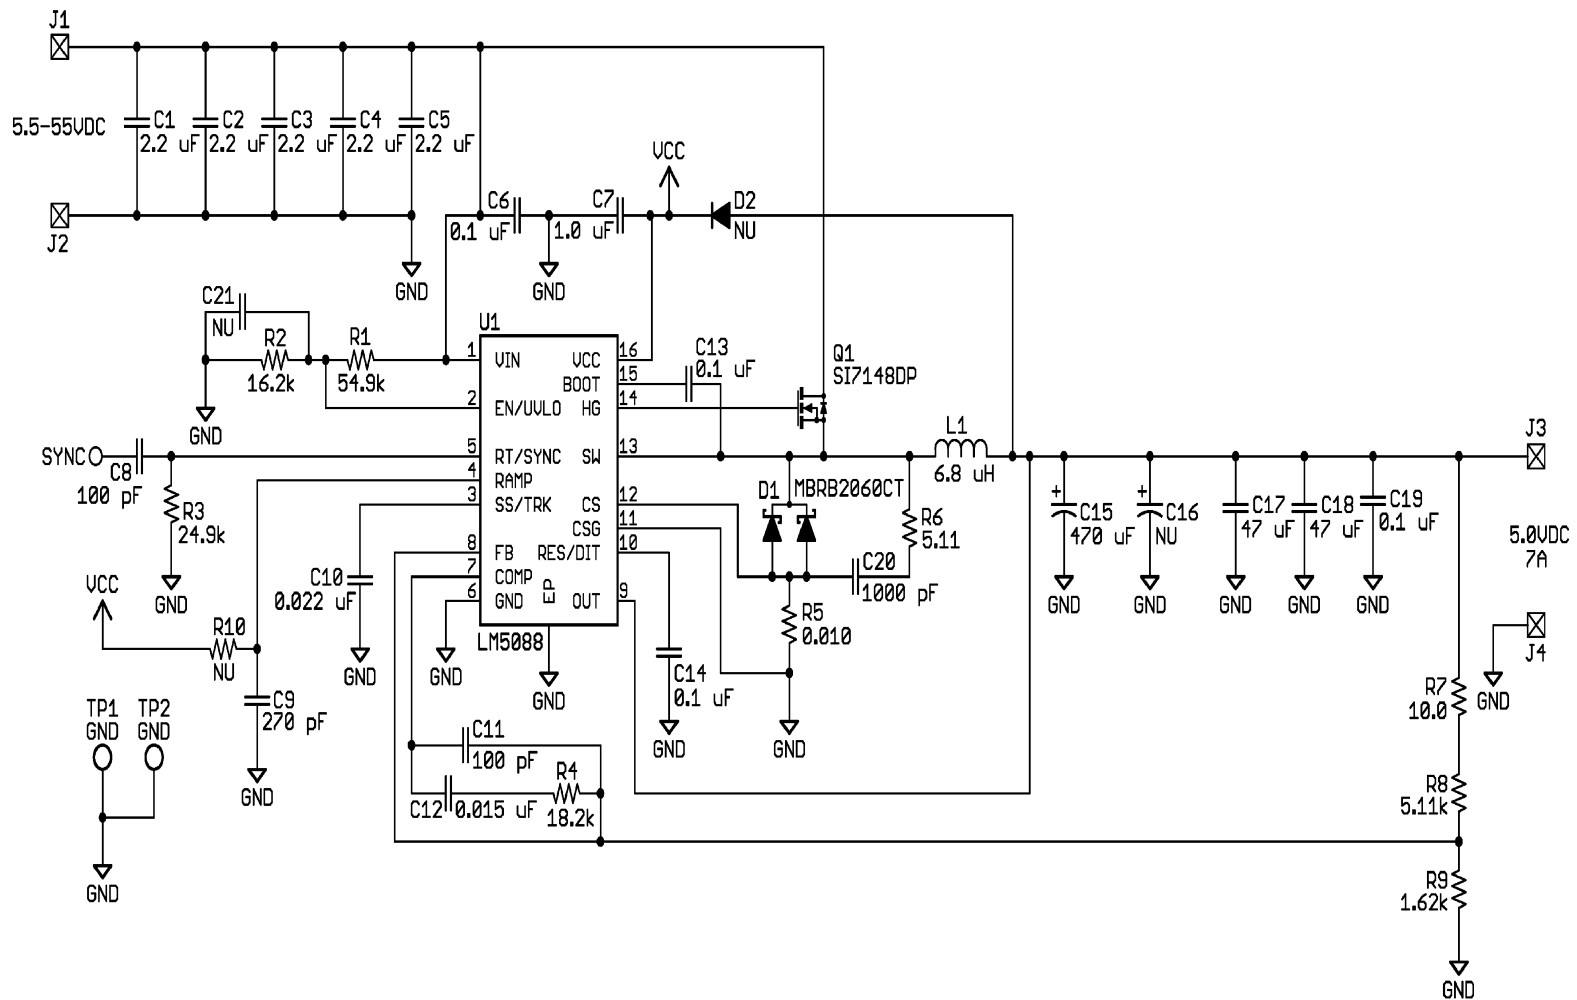 J1
5.5-55VDC
C1
2.2 uF
C2
2.2 uF
C3
2.2 uF
C4
2.2 uF
C5
2.2 uF
J2
GND
C6
0.1 uF
GND
C7
1.0 uF
VCC
D2
NU
C21
NU
R2
16.2k
R1
54.9k
GND
U1
1 VIN
2 EN/UVLO
5 RT/SYNC
4 RAMP
3 SS/TRK
8 FB
7 COMP
6 GND
EP
VCC 16
BOOT 15
HG 14
SW 13
CS 12
CSG 11
RES/DIT 10
OUT 9
LM5088
GND
GND
C13
0.1 uF
Q1
SI7148DP
SYNC
C8
100 pF
R3
24.9k
GND
VCC
R10
NU
C9
270 pF
GND
C10
0.022 uF
GND
L1
6.8 uH
D1
MBRB2060CT
R6
5.11
C20
1000 pF
R5
0.010
GND
C14
0.1 uF
GND
C15
470 uF
GND
C16
NU
GND
C17
47 uF
GND
C18
47 uF
GND
C19
0.1 uF
GND
J3
5.0VDC
7A
J4
GND
TP1
GND
TP2
GND
GND
C11
100 pF
C12
0.015 uF
R4
18.2k
R7
10.0
R8
5.11k
R9
1.62k
GND